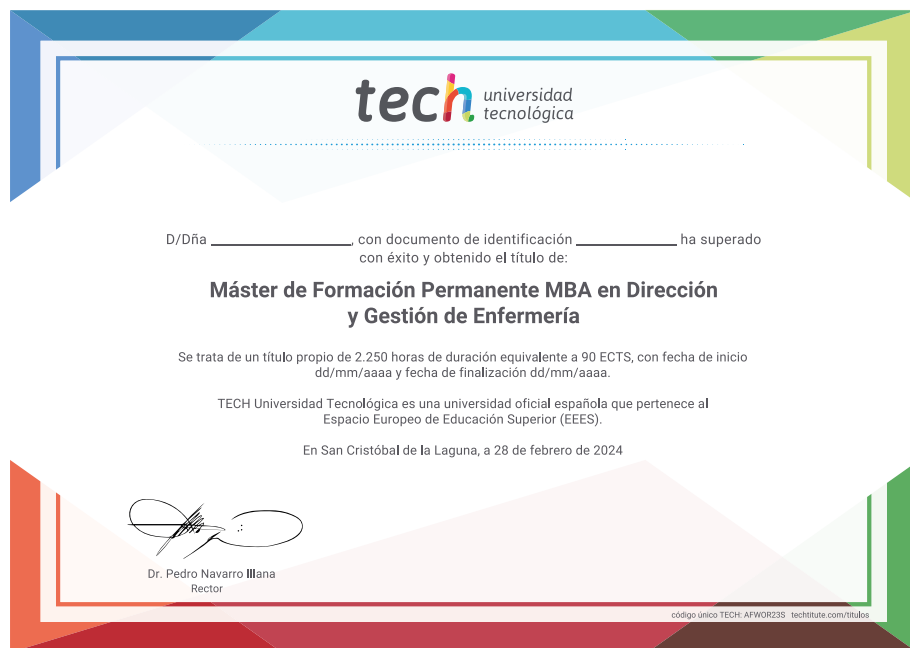 tech universidad
tecnológica
D/Dña ____________________, con documento de identificación ______________ ha superado
con éxito y obtenido el título de:
Máster de Formación Permanente MBA en Dirección
y Gestión de Enfermería
Se trata de un título propio de 2.250 horas de duración equivalente a 90 ECTS, con fecha de inicio
dd/mm/aaaa y fecha de finalización dd/mm/aaaa.
TECH Universidad Tecnológica es una universidad oficial española que pertenece al
Espacio Europeo de Educación Superior (EEES).
En San Cristóbal de la Laguna, a 28 de febrero de 2024
Dr. Pedro Navarro Illana
Rector
código único TECH: AFWOR23S techtitute.com/titulos